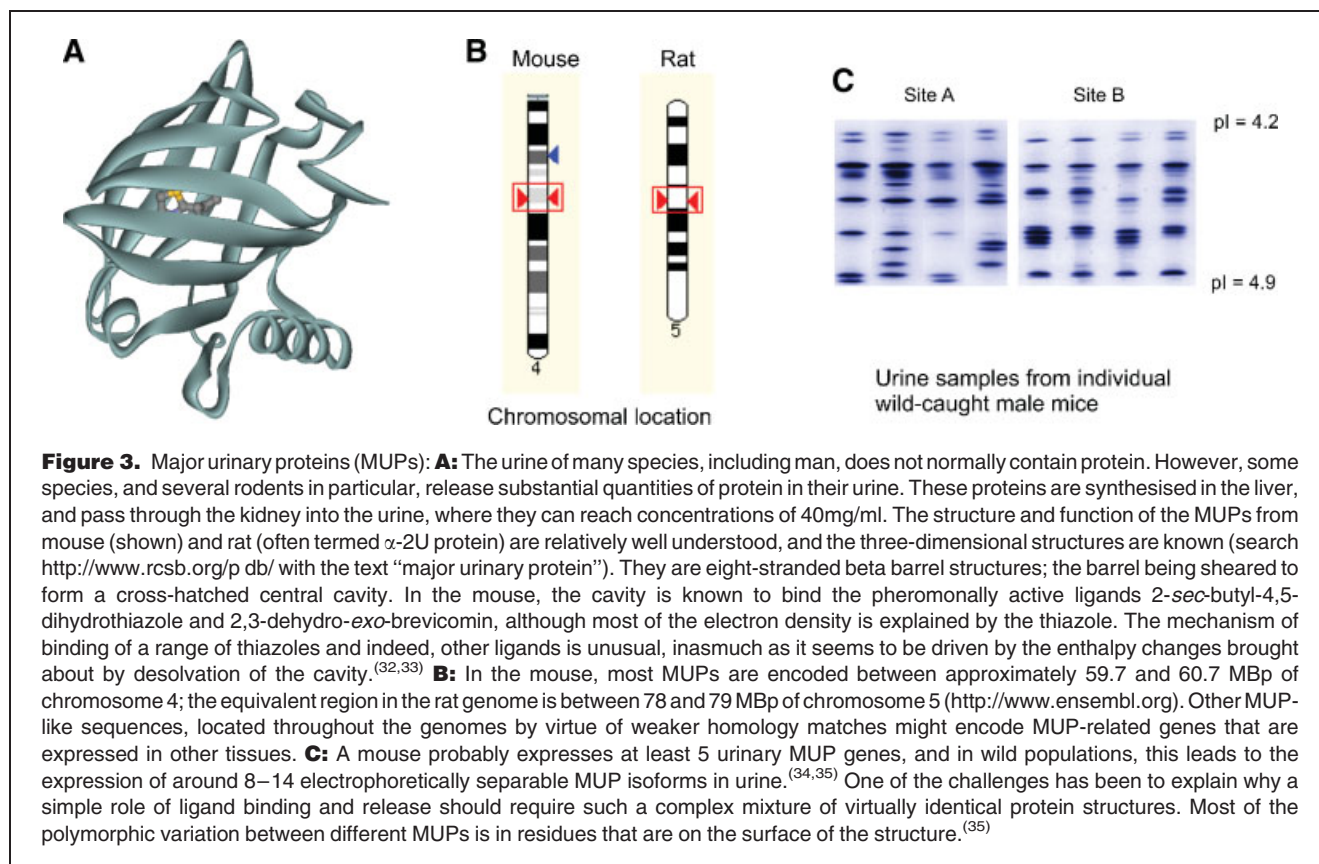 A
B
Mouse
Rat
4
5
Chromosomal location
C
Site A
Site B
pI = 4.2
pI = 4.9
Urine samples from individual
wild-caught male mice
Figure 3. Major urinary proteins (MUPs): A: The urine of many species, including man, does not normally contain protein. However, some
species, and several rodents in particular, release substantial quantities of protein in their urine. These proteins are synthesised in the liver,
and pass through the kidney into the urine, where they can reach concentrations of 40mg/ml. The structure and function of the MUPs from
mouse (shown) and rat (often termed α-2U protein) are relatively well understood, and the three-dimensional structures are known (search
http://www.rcsb.org/p db/ with the text “major urinary protein”). They are eight-stranded beta barrel structures; the barrel being sheared to
form a cross-hatched central cavity. In the mouse, the cavity is known to bind the pheromonally active ligands 2-sec-butyl-4,5-
dihydrothiazole and 2,3-dehydro-exo-brevicomin, although most of the electron density is explained by the thiazole. The mechanism of
binding of a range of thiazoles and indeed, other ligands is unusual, inasmuch as it seems to be driven by the enthalpy changes brought
about by desolvation of the cavity.(32,33) B: In the mouse, most MUPs are encoded between approximately 59.7 and 60.7 MBp of
chromosome 4; the equivalent region in the rat genome is between 78 and 79 MBp of chromosome 5 (http://www.ensembl.org). Other MUP-
like sequences, located throughout the genomes by virtue of weaker homology matches might encode MUP-related genes that are
expressed in other tissues. C: A mouse probably expresses at least 5 urinary MUP genes, and in wild populations, this leads to the
expression of around 8–14 electrophoretically separable MUP isoforms in urine.(34,35) One of the challenges has been to explain why a
simple role of ligand binding and release should require such a complex mixture of virtually identical protein structures. Most of the
polymorphic variation between different MUPs is in residues that are on the surface of the structure.(35)